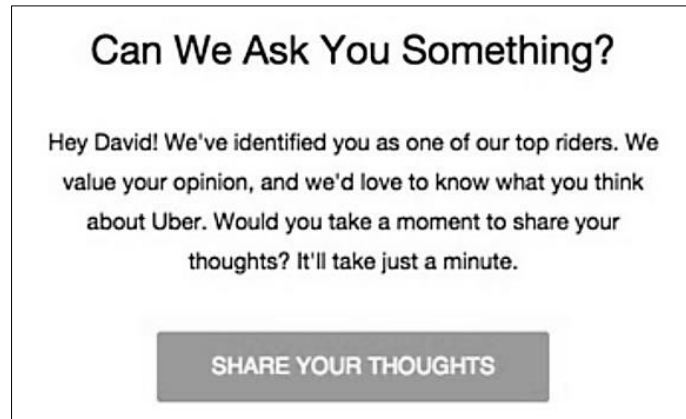 Can We Ask You Something?
Hey David! We've identified you as one of our top riders. We
value your opinion, and we'd love to know what you think
about Uber. Would you take a moment to share your
thoughts? It'll take just a minute.
SHARE YOUR THOUGHTS